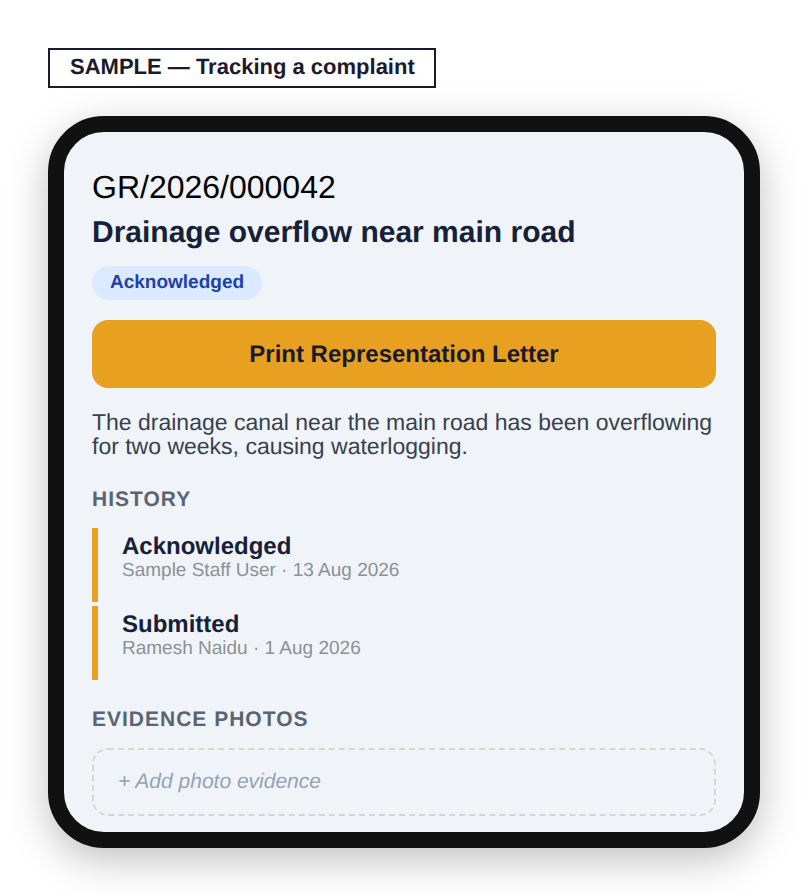 SAMPLE — Tracking a complaint
GR/2026/000042
Drainage overflow near main road
Acknowledged
Print Representation Letter
The drainage canal near the main road has been overflowing
for two weeks, causing waterlogging.
HISTORY
Acknowledged
Sample Staff User · 13 Aug 2026
Submitted
Ramesh Naidu · 1 Aug 2026
EVIDENCE PHOTOS
+ Add photo evidence